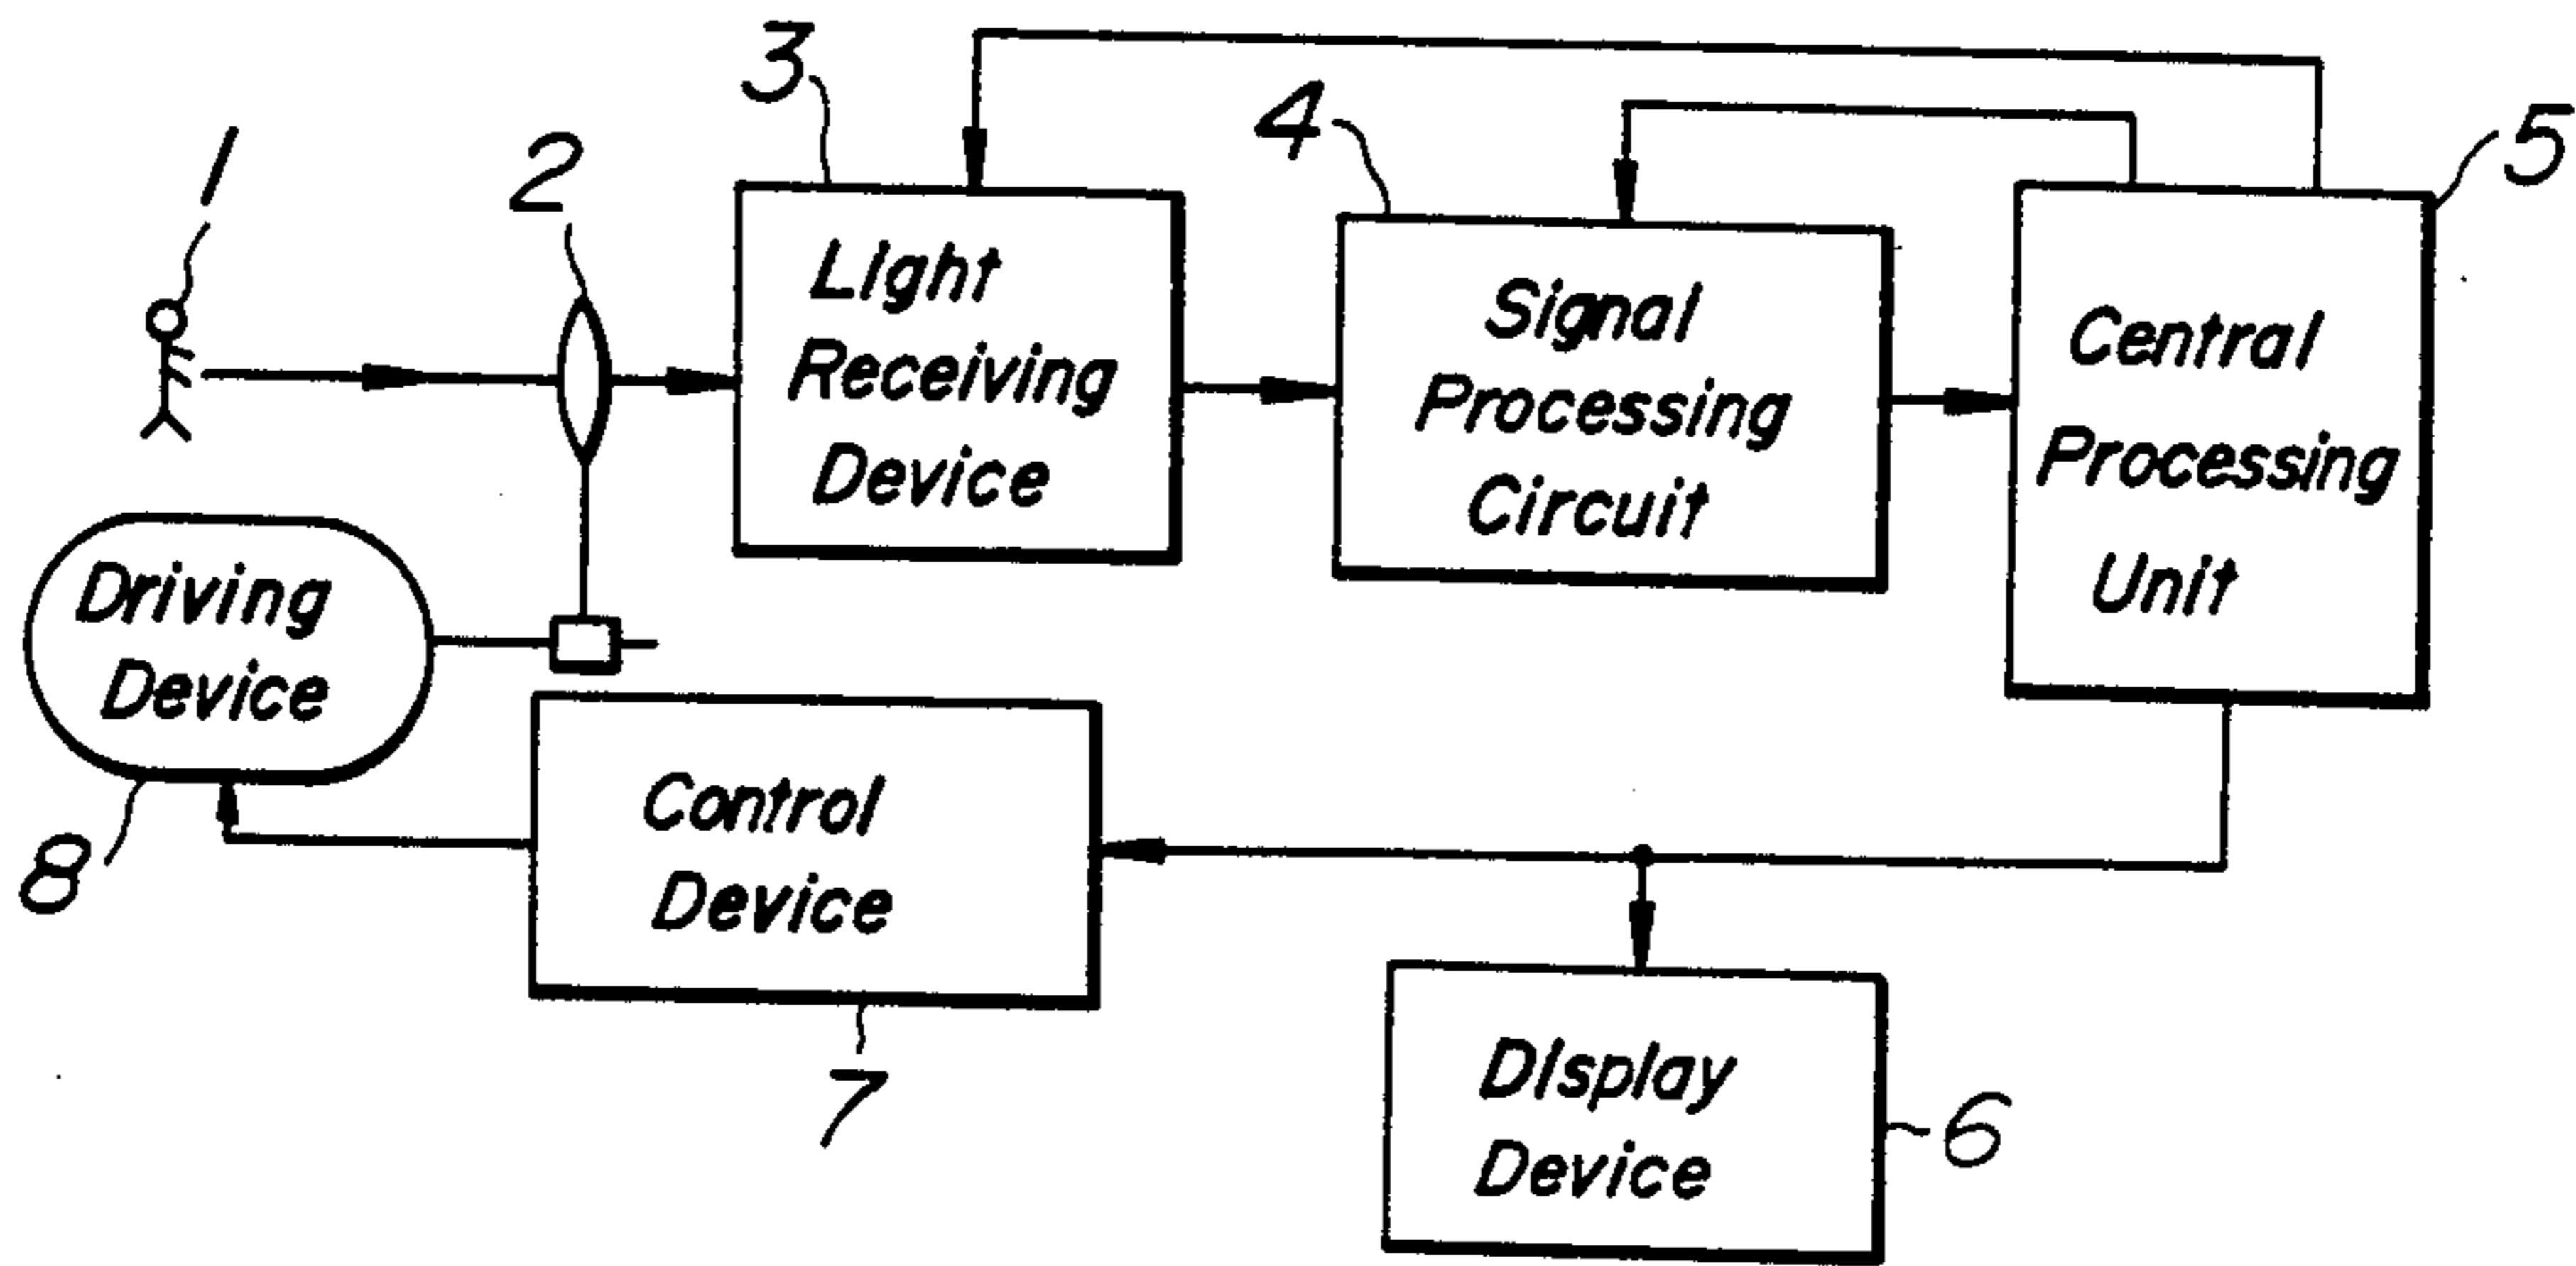 1
2
3
4
5
Light
Receiving
Device
Signal
Processing
Circuit
Central
Processing
Unit
Driving
Device
8
Control
Device
7
Display
Device
6